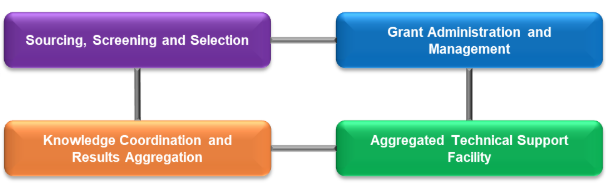 Sourcing, Screening and Selection
Grant Administration and
Management
Knowledge Coordination and
Results Aggregation
Aggregated Technical Support
Facility